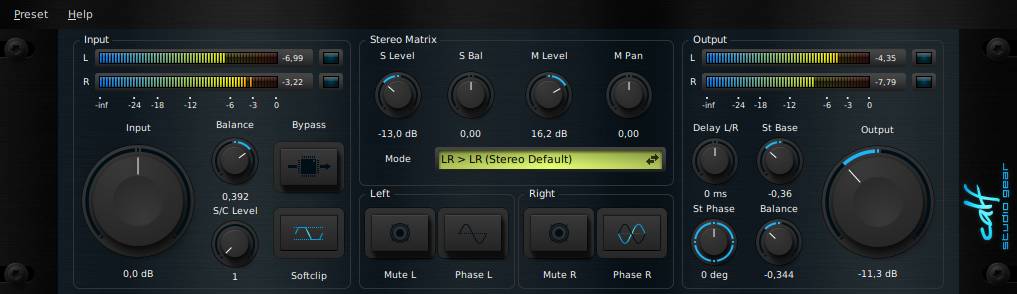 Preset Help
Input
L -6,99
R -3,22
-inf -24 -18 -12 -6 -3 0
Input
0,0 dB
Balance
0,392
S/C Level
1
Bypass
Softclip
Stereo Matrix
S Level S Bal M Level M Pan
-13,0 dB 0,00 16,2 dB 0,00
Mode LR > LR (Stereo Default)
Left
Mute L Phase L
Right
Mute R Phase R
Output
L -4,35
R -7,79
-inf -24 -18 -12 -6 -3 0
Delay L/R St Base
0 ms -0,36
St Phase Balance
0 deg -0,344
Output
-11,3 dB
calf
studio gear